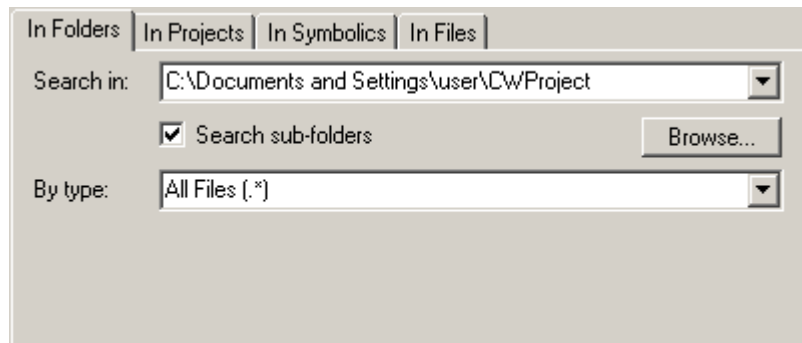 In Folders In Projects In Symbolics In Files
Search in: C:\Documents and Settings\user\CWProject
Search sub-folders Browse...
By type: All Files (.*)